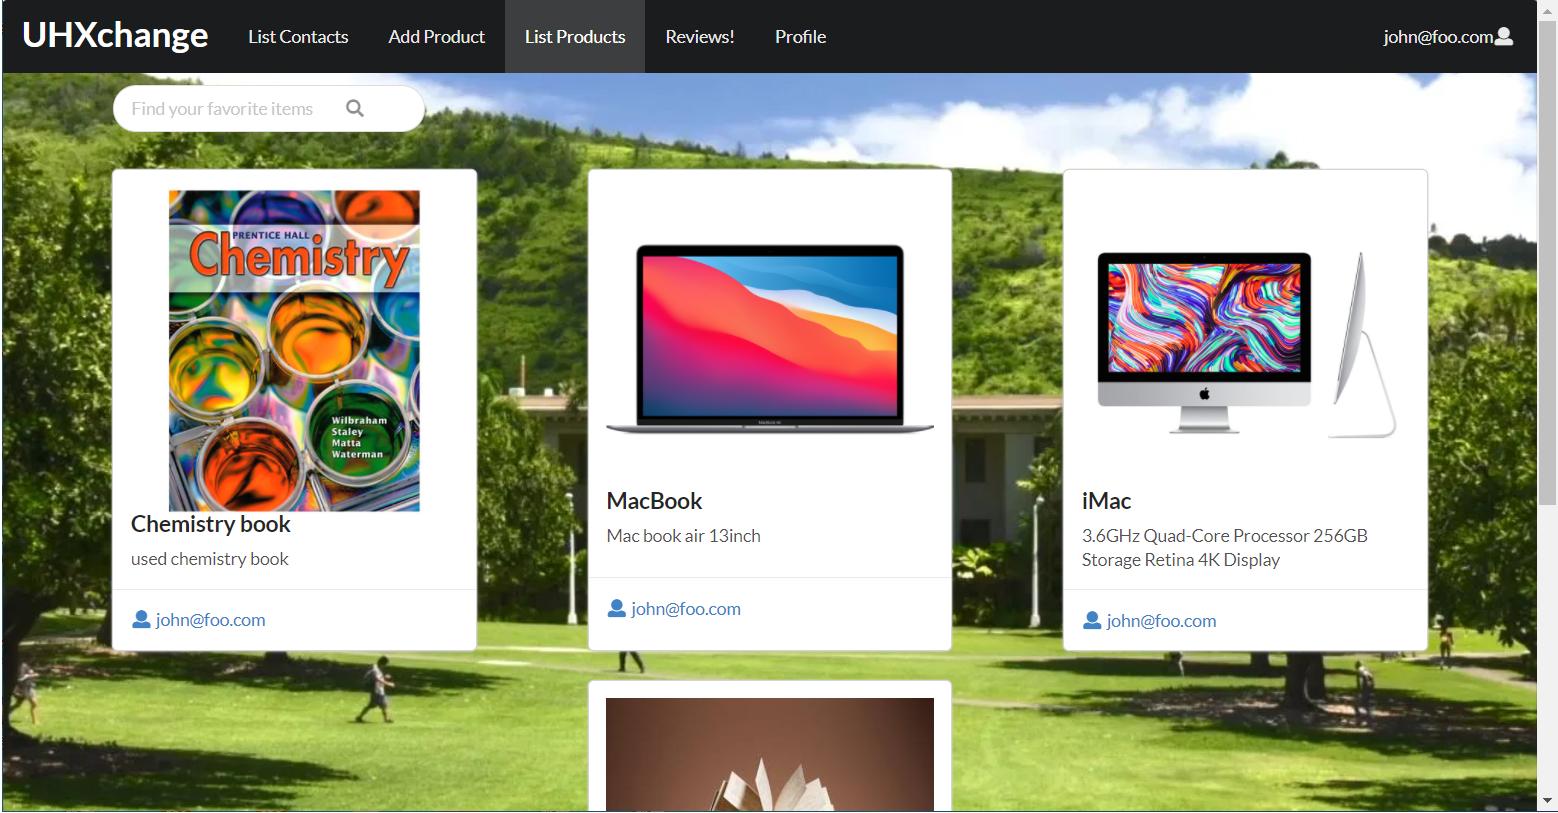 UHXchange
List Contacts
Add Product
List Products
Reviews!
Profile
john@foo.com
Find your favorite items
PRENTICE HALL
Chemistry
Wilbraham
Staley
Matta
Waterman
Chemistry book
used chemistry book
john@foo.com
MacBook
Mac book air 13inch
john@foo.com
iMac
3.6GHz Quad-Core Processor 256GB
Storage Retina 4K Display
john@foo.com